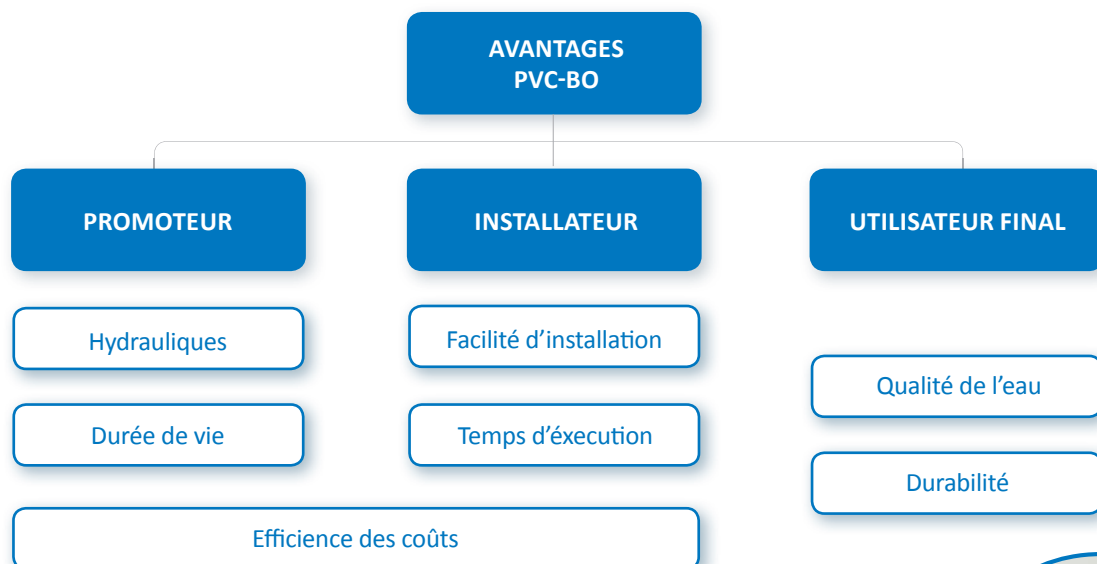 AVANTAGES
PVC-BO
PROMOTEUR
INSTALLATEUR
UTILISATEUR FINAL
Hydrauliques
Facilité d’installation
Qualité de l’eau
Durée de vie
Temps d’éxecution
Durabilité
Efficience des coûts